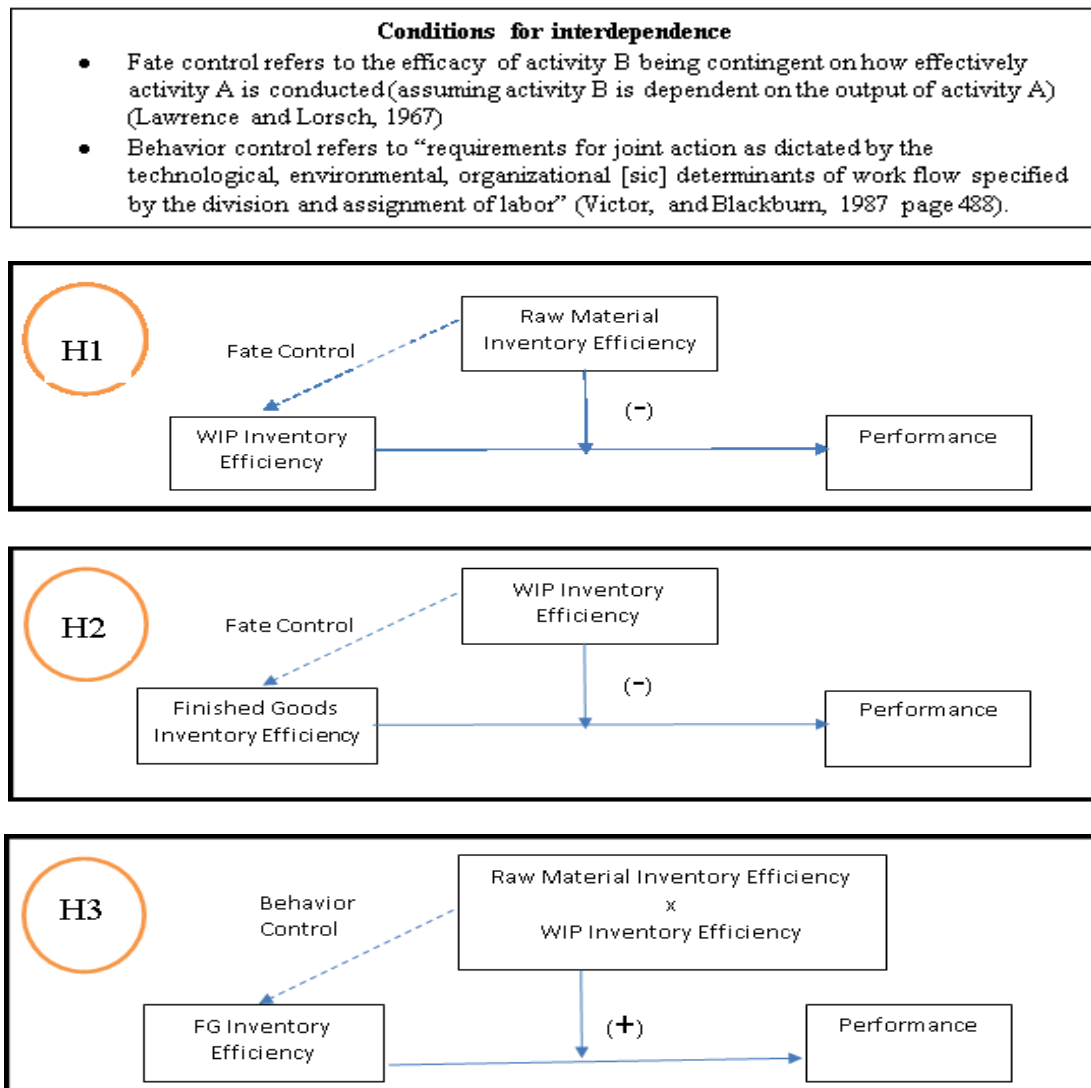 Conditions for interdependence
● Fate control refers to the efficacy of activity B being contingent on how effectively
activity A is conducted (assuming activity B is dependent on the output of activity A)
(Lawrence and Lorsch, 1967)
● Behavior control refers to “requirements for joint action as dictated by the
technological, environmental, organizational [sic] determinants of work flow specified
by the division and assignment of labor” (Victor, and Blackburn, 1987 page 488).
H1
Raw Material
Inventory Efficiency
Fate Control
(-)
WIP Inventory
Efficiency
Performance
H2
WIP Inventory
Efficiency
Fate Control
(-)
Finished Goods
Inventory Efficiency
Performance
H3
Raw Material Inventory Efficiency
x
WIP Inventory Efficiency
Behavior
Control
(+)
FG Inventory
Efficiency
Performance